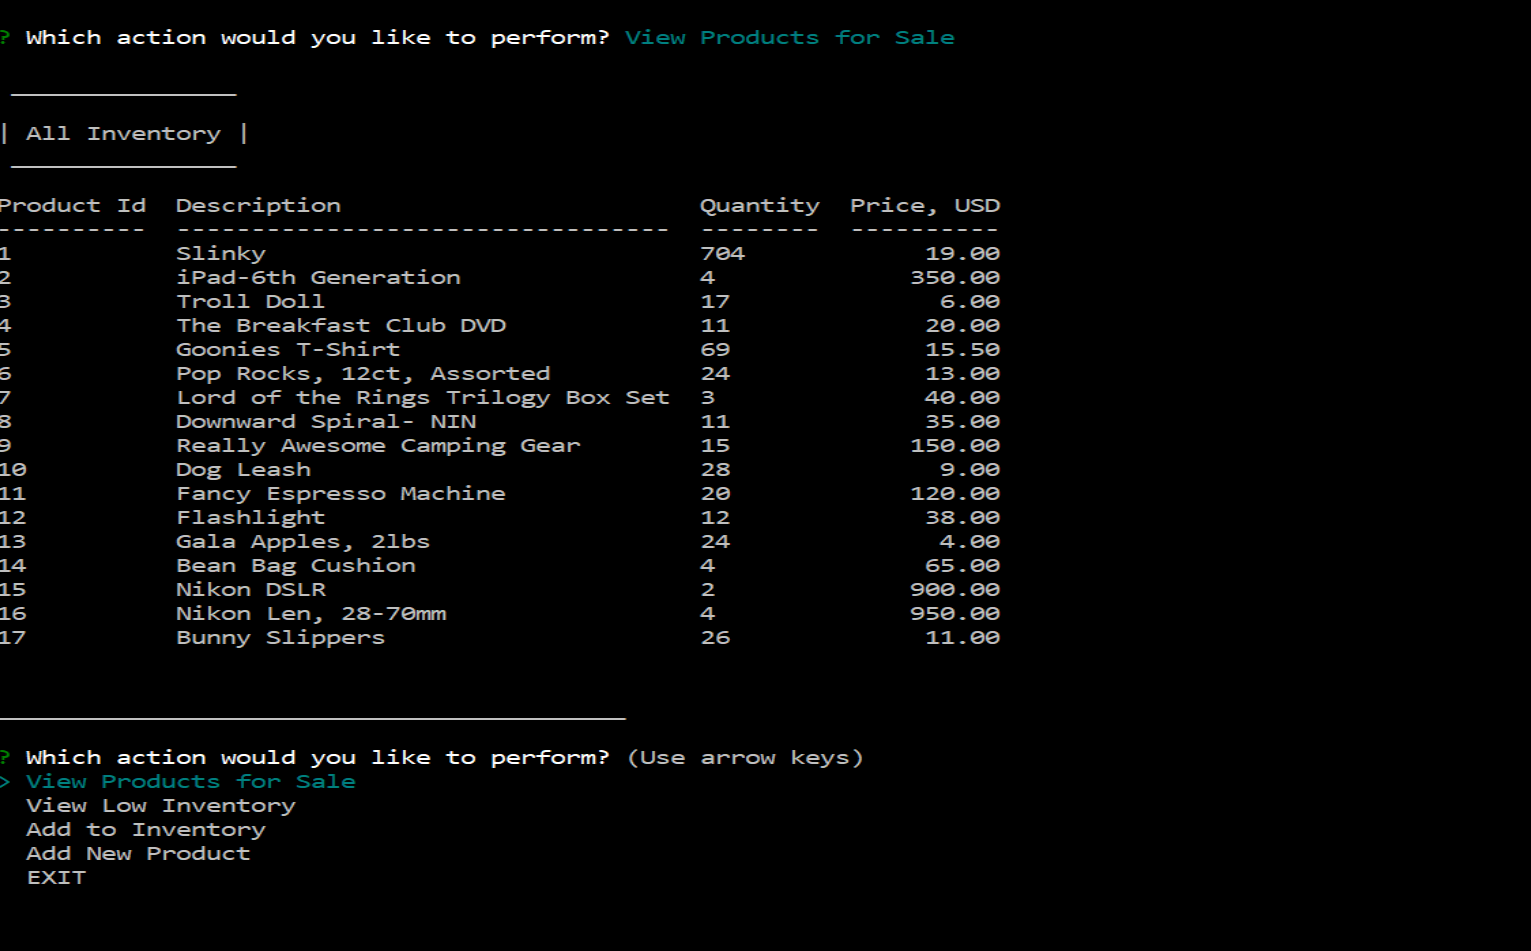 ? Which action would you like to perform? View Products for Sale
_______________
| All Inventory |
_______________
Product Id  Description                        Quantity  Price, USD
----------  ---------------------------------  --------  ----------
1           Slinky                             704            19.00
2           iPad-6th Generation                4             350.00
3           Troll Doll                         17              6.00
4           The Breakfast Club DVD             11             20.00
5           Goonies T-Shirt                    69             15.50
6           Pop Rocks, 12ct, Assorted          24             13.00
7           Lord of the Rings Trilogy Box Set  3              40.00
8           Downward Spiral- NIN               11             35.00
9           Really Awesome Camping Gear        15            150.00
10          Dog Leash                          28              9.00
11          Fancy Espresso Machine             20            120.00
12          Flashlight                         12             38.00
13          Gala Apples, 2lbs                  24              4.00
14          Bean Bag Cushion                   4              65.00
15          Nikon DSLR                         2             900.00
16          Nikon Len, 28-70mm                 4             950.00
17          Bunny Slippers                     26             11.00
__________________________________________
? Which action would you like to perform? (Use arrow keys)
> View Products for Sale
  View Low Inventory
  Add to Inventory
  Add New Product
  EXIT